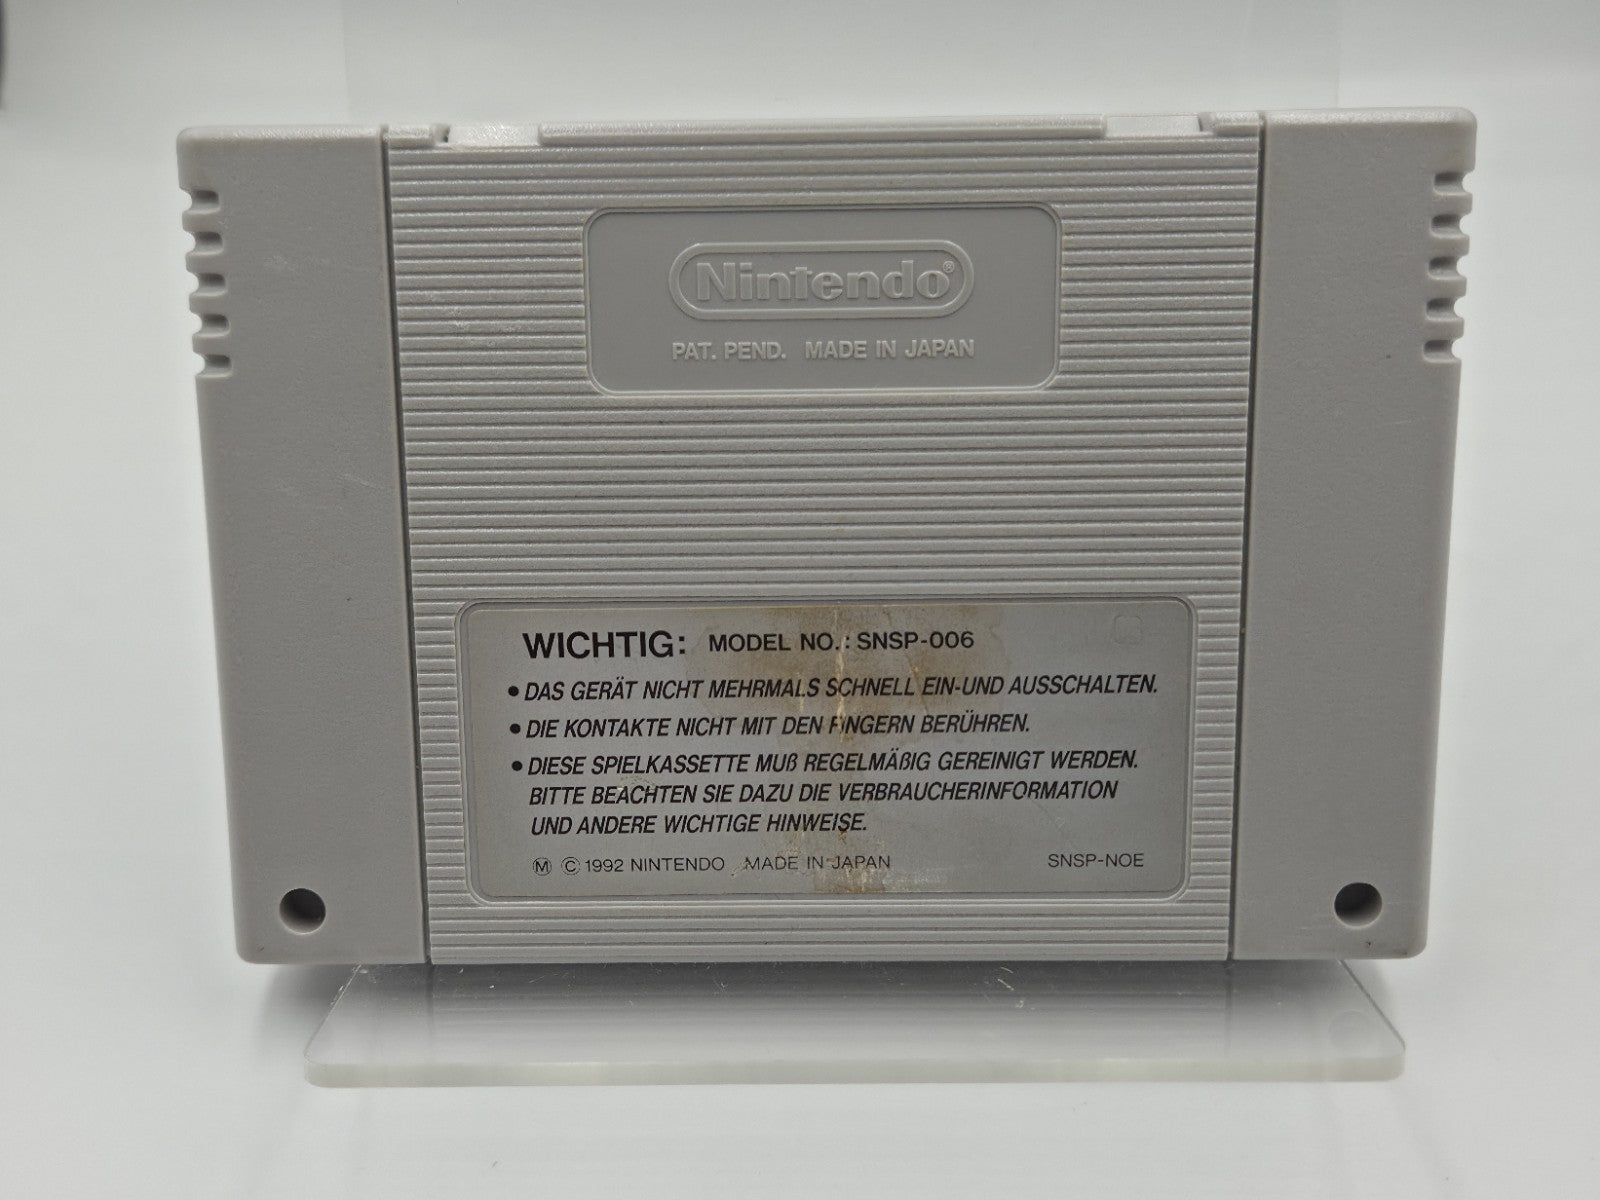 Nintendo®
PAT. PEND. MADE IN JAPAN
WICHTIG: MODEL NO.: SNSP-006
• DAS GERÄT NICHT MEHRMALS SCHNELL EIN-UND AUSSCHALTEN.
• DIE KONTAKTE NICHT MIT DEN FINGERN BERÜHREN.
• DIESE SPIELKASSETTE MUß REGELMÄßIG GEREINIGT WERDEN.
BITTE BEACHTEN SIE DAZU DIE VERBRAUCHERINFORMATION
UND ANDERE WICHTIGE HINWEISE.
Ⓜ © 1992 NINTENDO MADE IN JAPAN SNSP-NOE